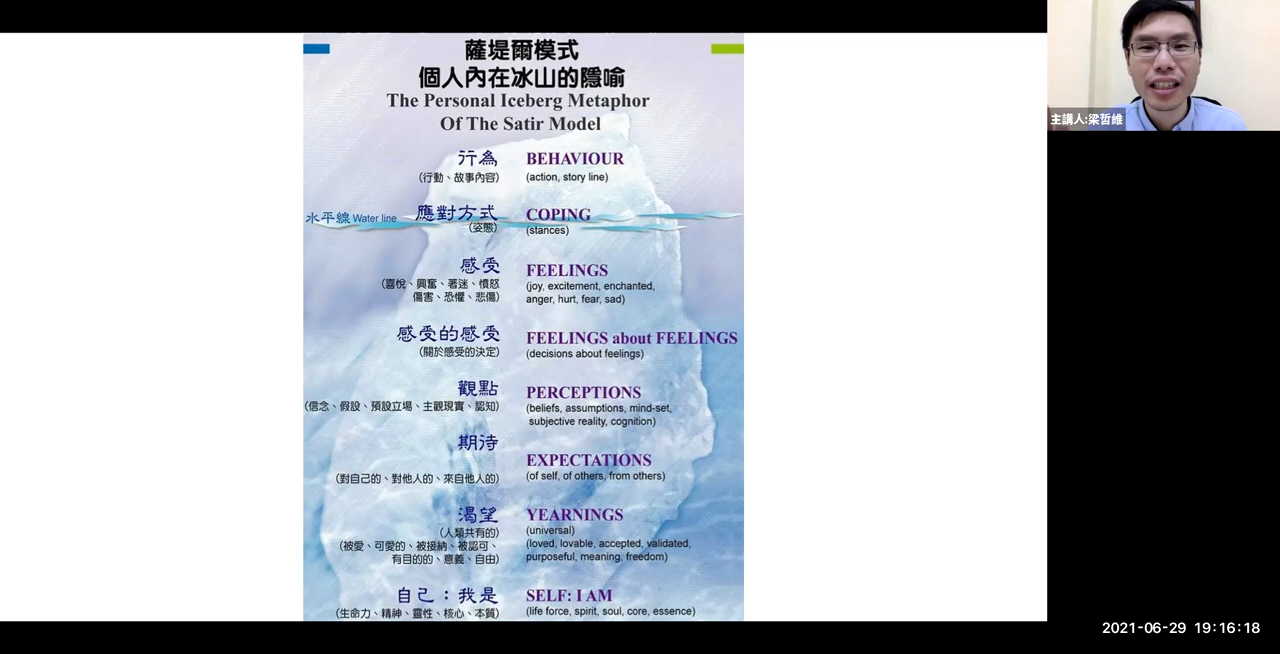 薩堤爾模式
個人內在冰山的隱喻
The Personal Iceberg Metaphor
Of The Satir Model
行為 BEHAVIOUR
(行動、故事內容) (action, story line)
水平線 Water line 應對方式 COPING
(姿態) (stances)
感受 FEELINGS
(喜悅、興奮、著迷、憤怒 (joy, excitement, enchanted,
傷害、恐懼、悲傷) anger, hurt, fear, sad)
感受的感受 FEELINGS about FEELINGS
(關於感受的決定) (decisions about feelings)
觀點 PERCEPTIONS
(信念、假設、預設立場、主觀現實、認知) (beliefs, assumptions, mind-set,
subjective reality, cognition)
期待 EXPECTATIONS
(對自己的、對他人的、來自他人的) (of self, of others, from others)
渴望 YEARNINGS
(人類共有的) (universal)
(被愛、可愛的、被接納、被認可、 (loved, lovable, accepted, validated,
有目的的、意義、自由) purposeful, meaning, freedom)
自己：我是 SELF: I AM
(生命力、精神、靈性、核心、本質) (life force, spirit, soul, core, essence)
主講人:梁哲維
2021-06-29 19:16:18